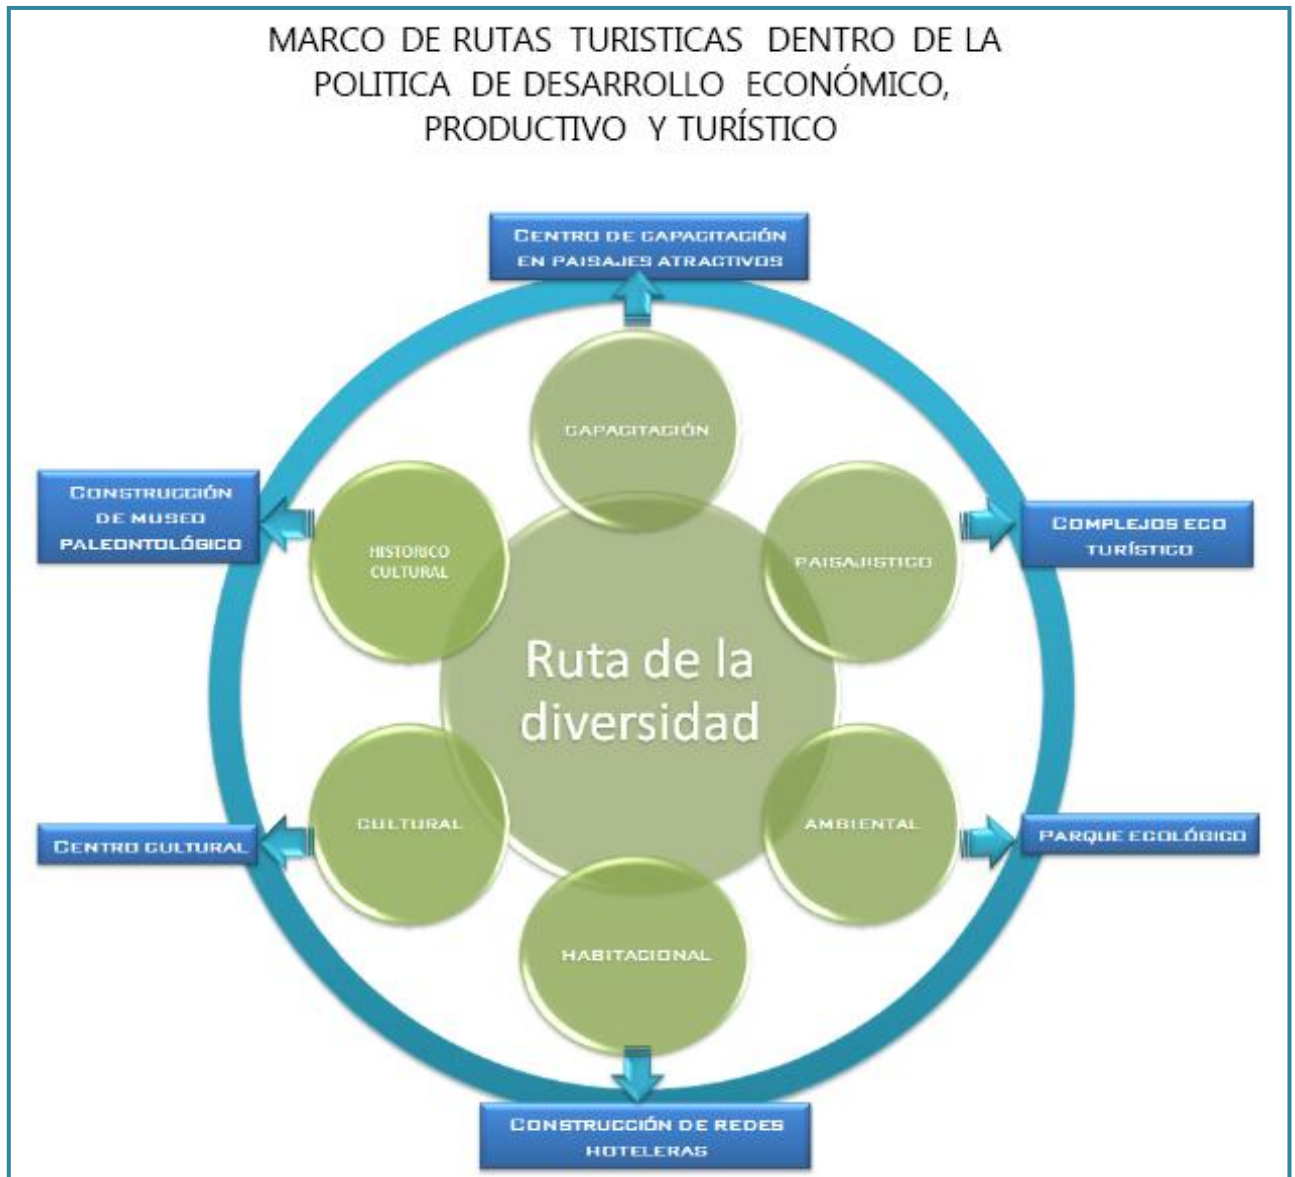 MARCO DE RUTAS TURISTICAS DENTRO DE LA
POLITICA DE DESARROLLO ECONÓMICO,
PRODUCTIVO Y TURÍSTICO
CENTRO DE CAPACITACIÓN
EN PAISAJES ATRACTIVOS
CAPACITACIÓN
CONSTRUCCIÓN
DE MUSEO
PALEONTOLÓGICO
HISTORICO
CULTURAL
PAISAJISTICO
COMPLEJOS ECO
TURÍSTICO
Ruta de la
diversidad
CENTRO CULTURAL
CULTURAL
AMBIENTAL
PARQUE ECOLÓGICO
HABITACIONAL
CONSTRUCCIÓN DE REDES
HOTELERAS